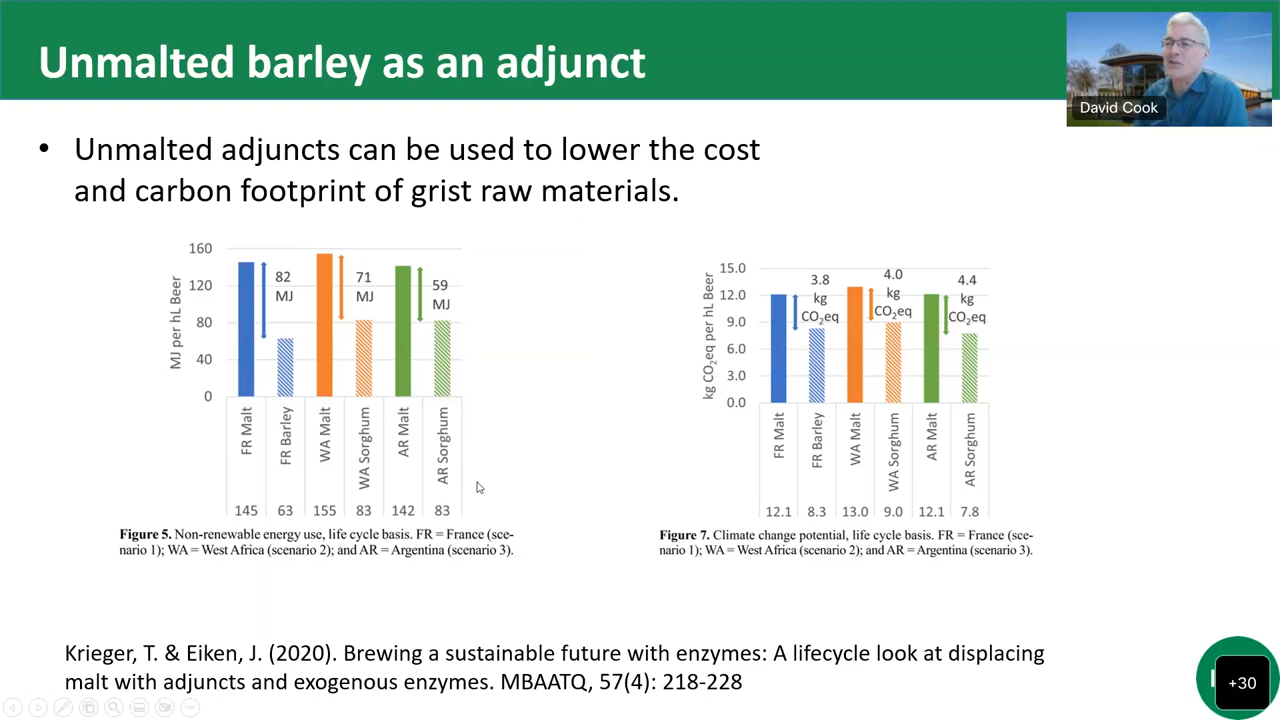 Unmalted barley as an adjunct
David Cook
• Unmalted adjuncts can be used to lower the cost
and carbon footprint of grist raw materials.
MJ per hL Beer
160
120
80
40
0
82
MJ
71
MJ
59
MJ
FR Malt
FR Barley
WA Malt
WA Sorghum
AR Malt
AR Sorghum
145 63 155 83 142 83
Figure 5. Non-renewable energy use, life cycle basis. FR = France (sce-
nario 1); WA = West Africa (scenario 2); and AR = Argentina (scenario 3).
kg CO2eq per hL Beer
15.0
12.0
9.0
6.0
3.0
0.0
3.8
kg
CO2eq
4.0
kg
CO2eq
4.4
kg
CO2eq
FR Malt
FR Barley
WA Malt
WA Sorghum
AR Malt
AR Sorghum
12.1 8.3 13.0 9.0 12.1 7.8
Figure 7. Climate change potential, life cycle basis. FR = France (sce-
nario 1); WA = West Africa (scenario 2); and AR = Argentina (scenario 3).
Krieger, T. & Eiken, J. (2020). Brewing a sustainable future with enzymes: A lifecycle look at displacing
malt with adjuncts and exogenous enzymes. MBAATQ, 57(4): 218-228
+30